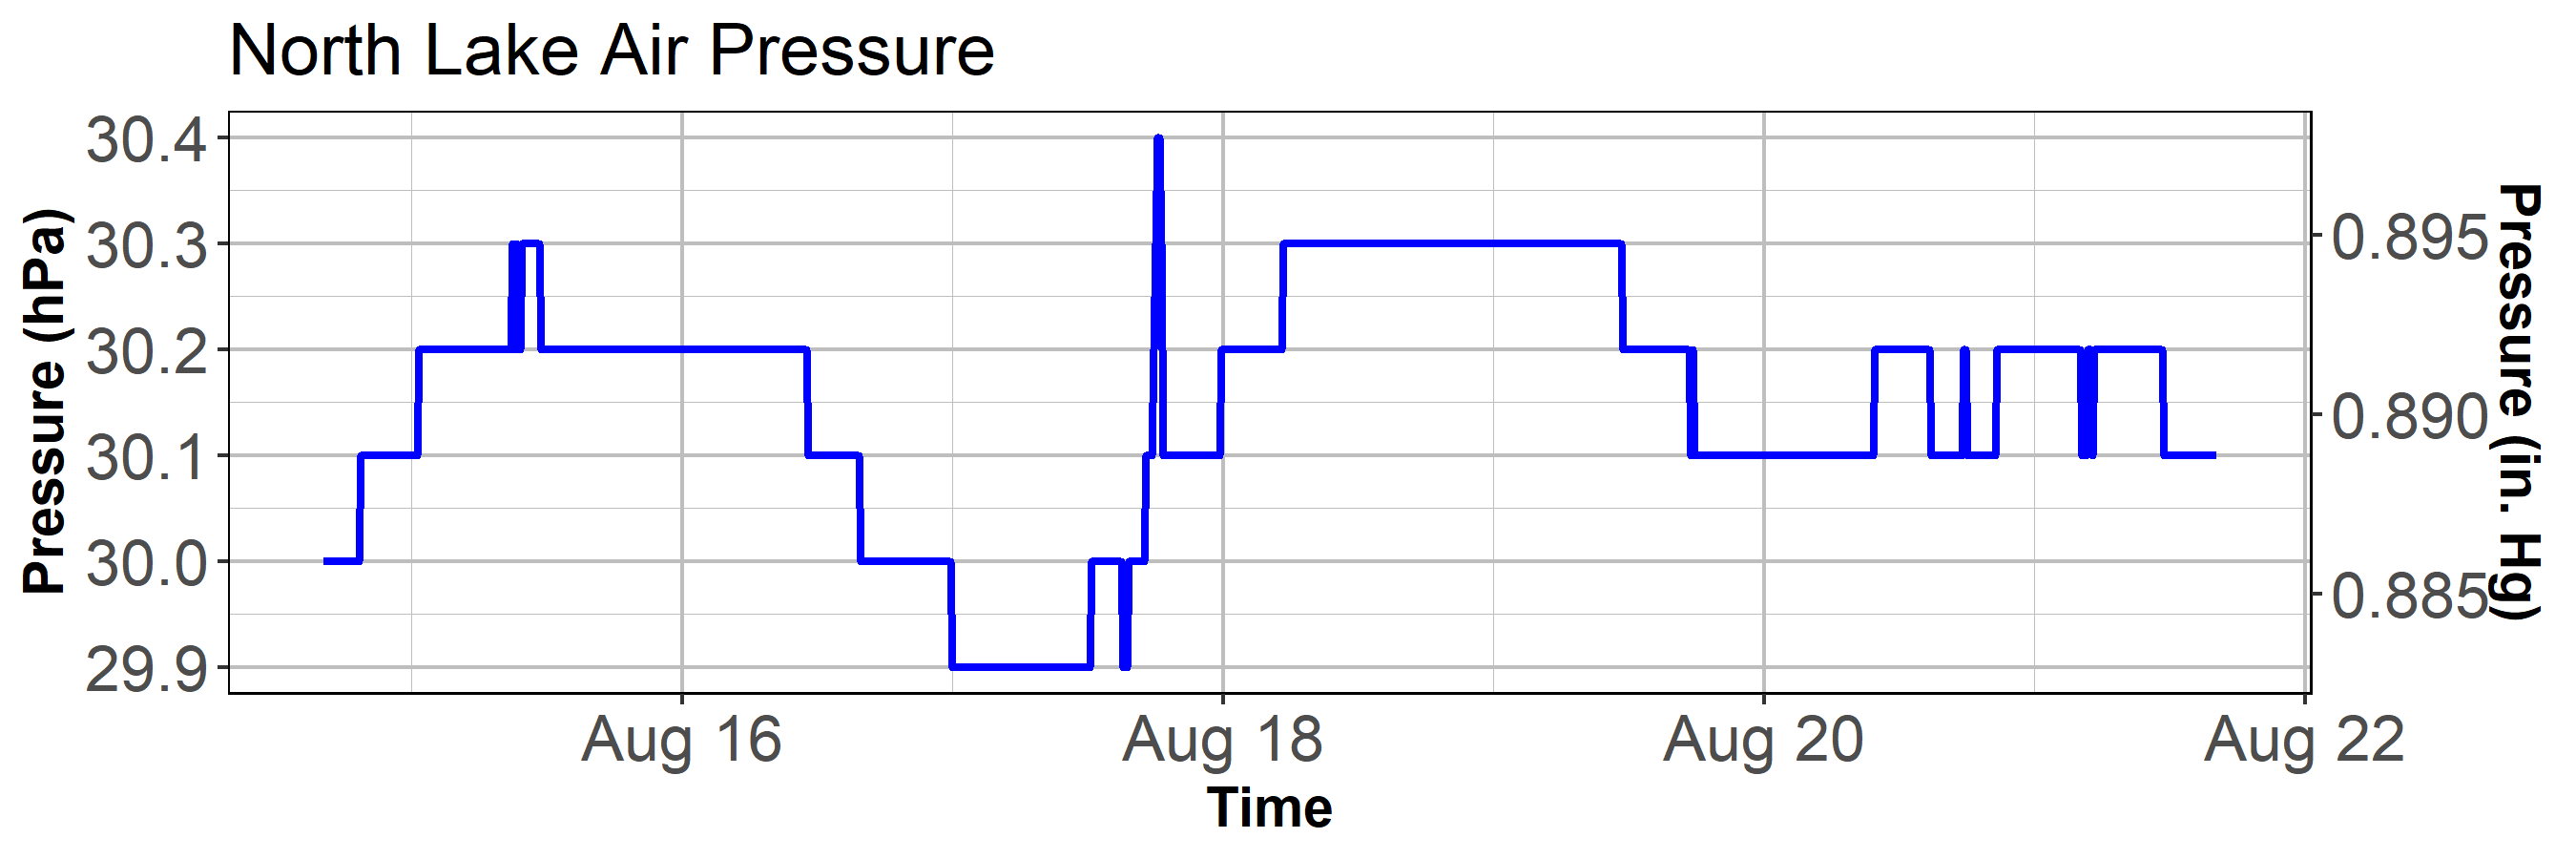 North Lake Air Pressure
Pressure (hPa)
30.4
30.3
30.2
30.1
30.0
29.9
0.895
0.890
0.885
Pressure (in. Hg)
Aug 16
Aug 18
Aug 20
Aug 22
Time